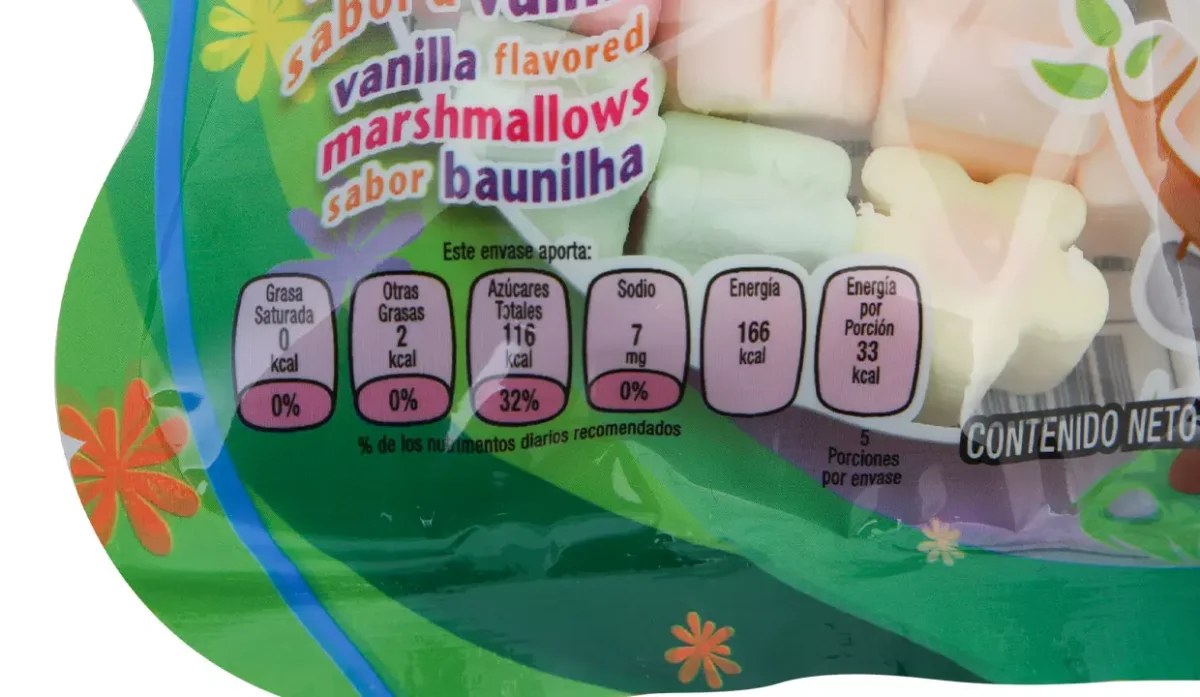 sabor a vainilla
vanilla flavored
marshmallows
sabor baunilha
Este envase aporta:
Grasa
Saturada
0
kcal
0%
Otras
Grasas
2
kcal
0%
Azúcares
Totales
116
kcal
32%
Sodio
7
mg
0%
Energía
166
kcal
Energía
por
Porción
33
kcal
% de los nutrimentos diarios recomendados
5
Porciones
por envase
CONTENIDO NETO